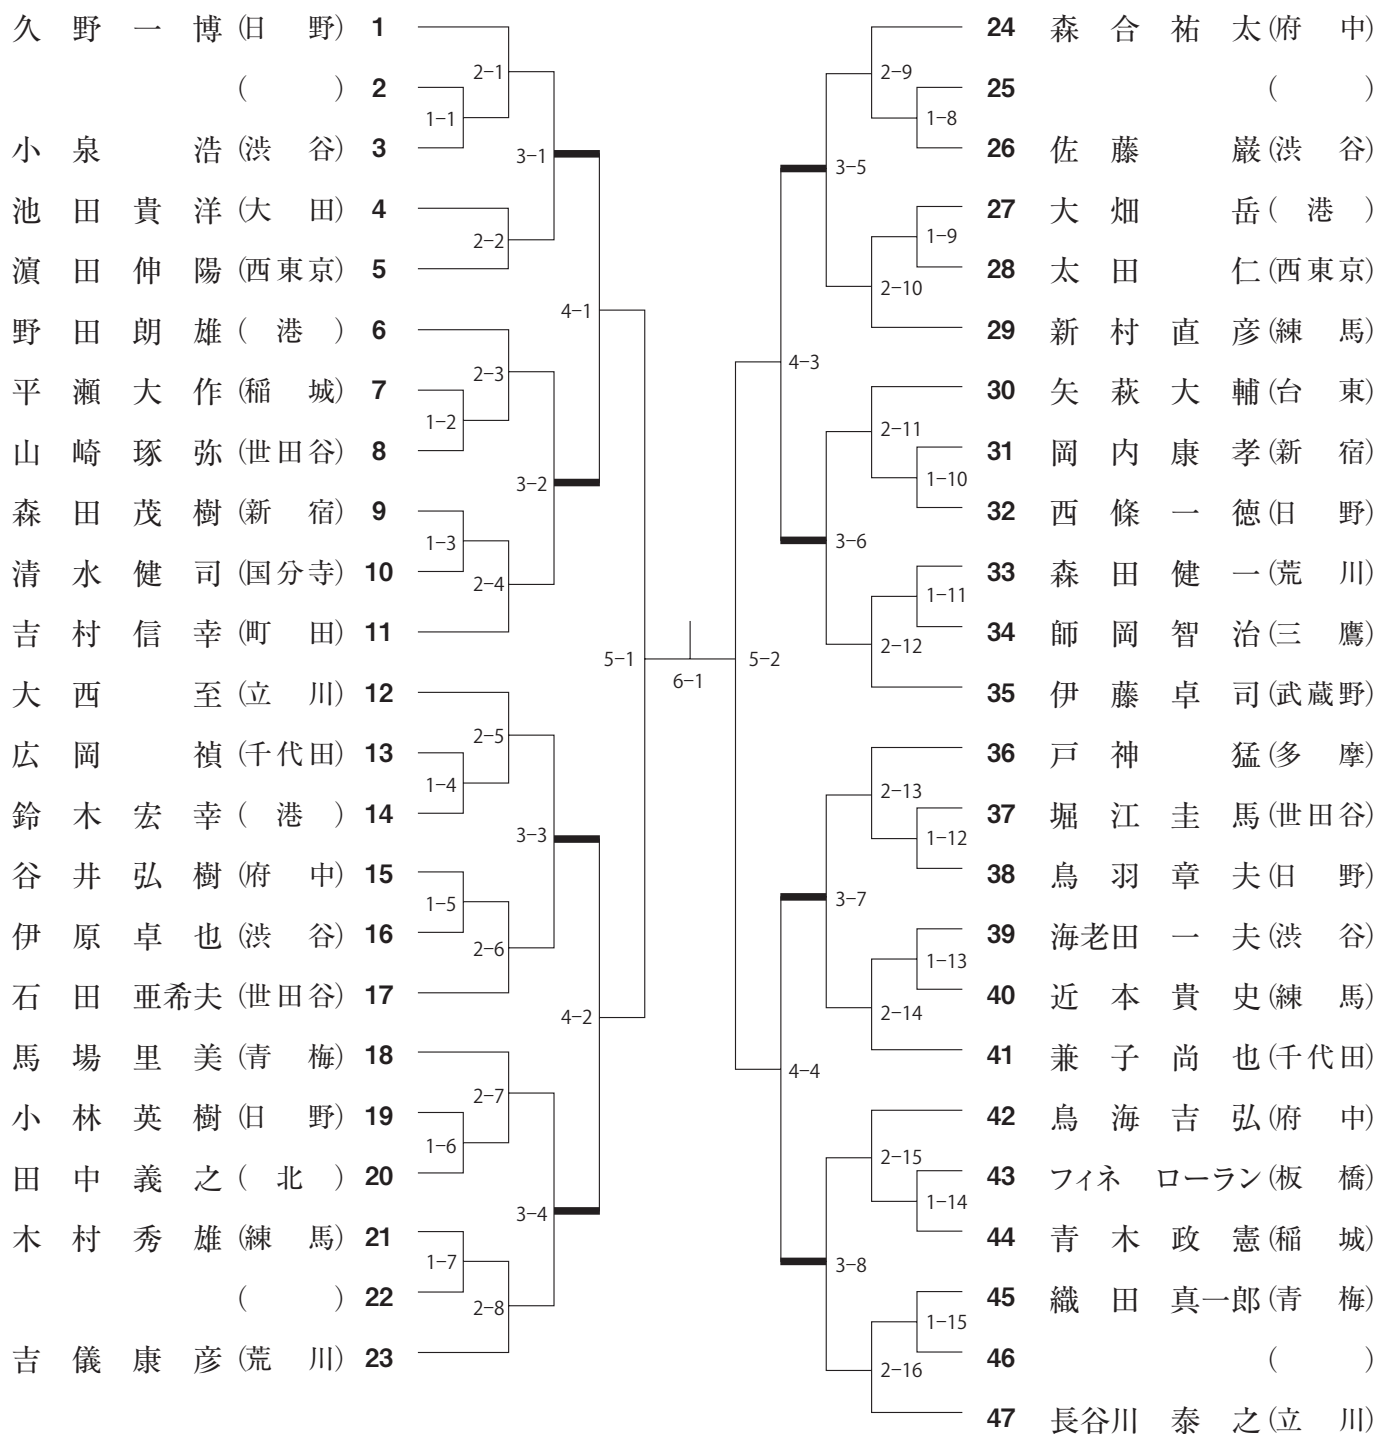 久野一博 (日野) 1
( ) 2
小泉浩 (渋谷) 3
池田貴洋 (大田) 4
濵田伸陽 (西東京) 5
野田朗雄 (港) 6
平瀬大作 (稲城) 7
山崎琢弥 (世田谷) 8
森田茂樹 (新宿) 9
清水健司 (国分寺) 10
吉村信幸 (町田) 11
大西至 (立川) 12
広岡禎 (千代田) 13
鈴木宏幸 (港) 14
谷井弘樹 (府中) 15
伊原卓也 (渋谷) 16
石田亜希夫 (世田谷) 17
馬場里美 (青梅) 18
小林英樹 (日野) 19
田中義之 (北) 20
木村秀雄 (練馬) 21
( ) 22
吉儀康彦 (荒川) 23
1-1
1-2
1-3
1-4
1-5
1-6
1-7
2-1
2-2
2-3
2-4
2-5
2-6
2-7
2-8
3-1
3-2
3-3
3-4
4-1
4-2
5-1
6-1
5-2
4-3
4-4
3-5
3-6
3-7
3-8
2-9
2-10
2-11
2-12
2-13
2-14
2-15
2-16
1-8
1-9
1-10
1-11
1-12
1-13
1-14
1-15
24 森合祐太 (府中)
25 ( )
26 佐藤巌 (渋谷)
27 大畑岳 (港)
28 太田仁 (西東京)
29 新村直彦 (練馬)
30 矢萩大輔 (台東)
31 岡内康孝 (新宿)
32 西條一徳 (日野)
33 森田健一 (荒川)
34 師岡智治 (三鷹)
35 伊藤卓司 (武蔵野)
36 戸神猛 (多摩)
37 堀江圭馬 (世田谷)
38 鳥羽章夫 (日野)
39 海老田一夫 (渋谷)
40 近本貴史 (練馬)
41 兼子尚也 (千代田)
42 鳥海吉弘 (府中)
43 フィネ ローラン (板橋)
44 青木政憲 (稲城)
45 織田真一郎 (青梅)
46 ( )
47 長谷川泰之 (立川)